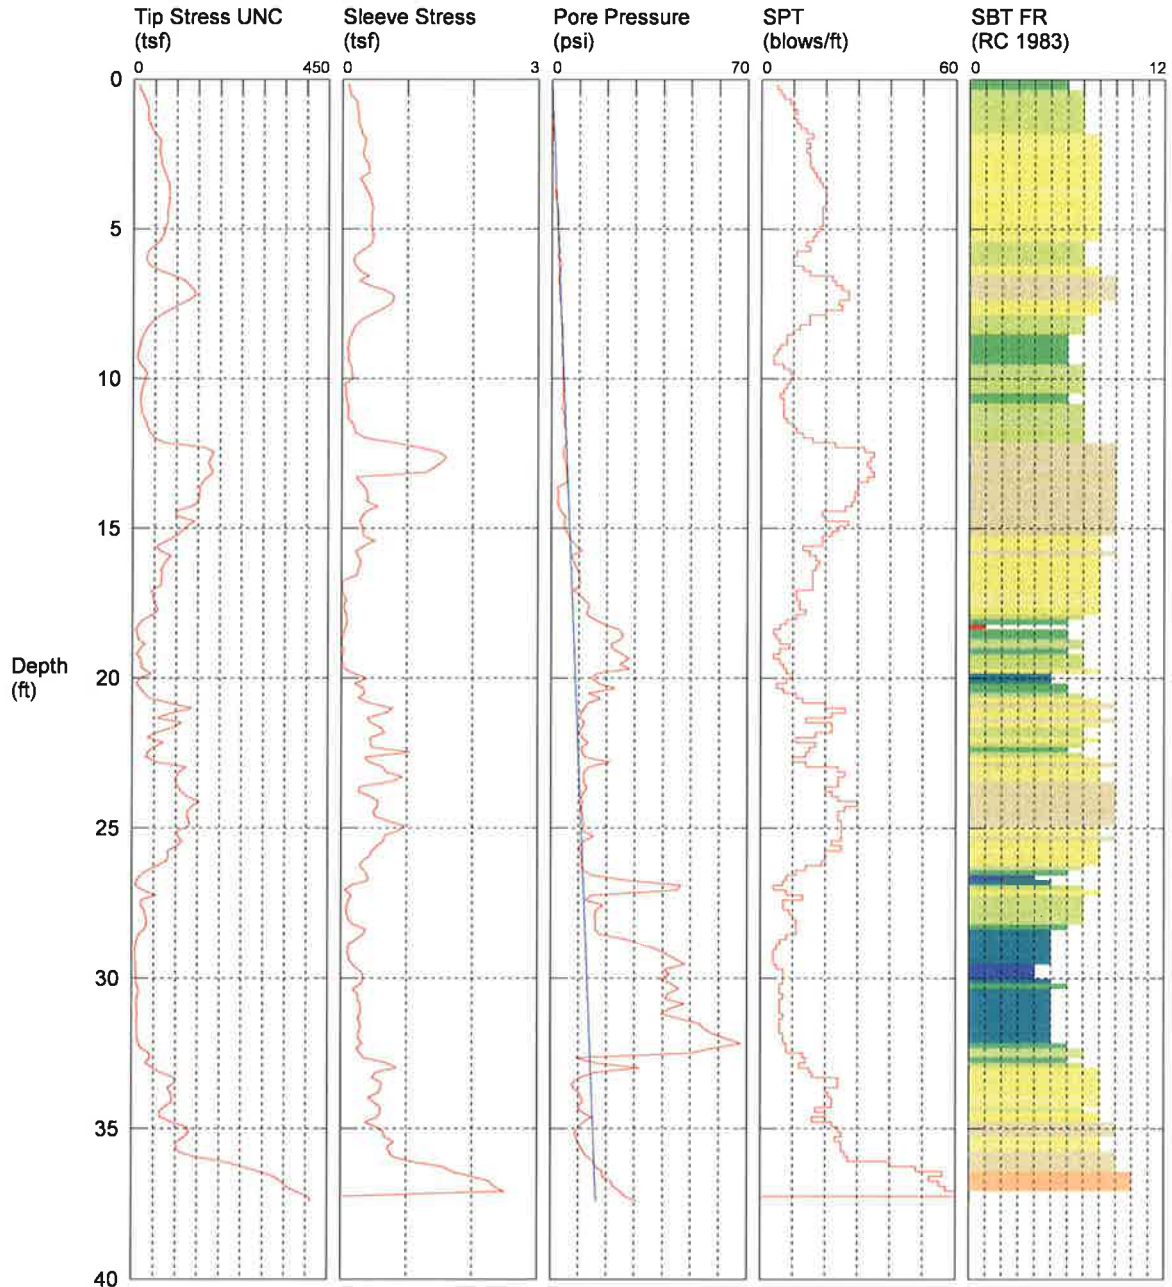 Tip Stress UNC Sleeve Stress Pore Pressure SPT SBT FR
(tsf) (tsf) (psi) (blows/ft) (RC 1983)
0 450 0 3 0 70 0 60 0 12
0
5
10
15
Depth
(ft)
20
25
30
35
40